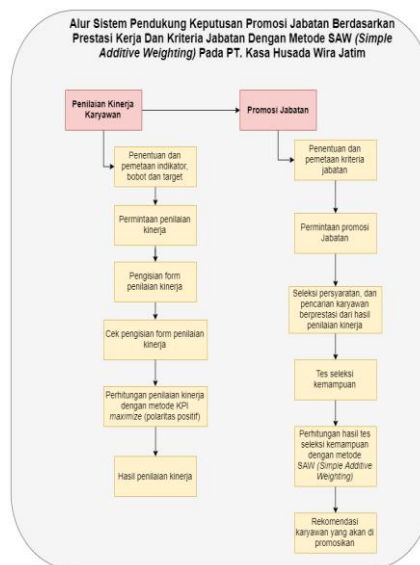 Alur Sistem Pendukung Keputusan Promosi Jabatan Berdasarkan
Prestasi Kerja Dan Kriteria Jabatan Dengan Metode SAW (Simple
Additive Weighting) Pada PT. Kasa Husada Wira Jatim
Penilaian Kinerja
Karyawan
Penentuan dan
pemetaan indikator,
bobot dan target
Permintaan penilaian
kinerja
Pengisian form
penilaian kinerja
Cek pengisian form penilaian
kinerja
Perhitungan penilaian kinerja
dengan metode KPI
maximize (polaritas positif)
Hasil penilaian kinerja
Promosi Jabatan
Penentuan dan
pemetaan kriteria
jabatan
Permintaan promosi
Jabatan
Seleksi persyaratan, dan
pencarian karyawan
berprestasi dari hasil
penilaian kinerja
Tes seleksi
kemampuan
Perhitungan hasil tes
seleksi kemampuan
dengan metode
SAW (Simple Additive
Weighting)
Rekomendasi
karyawan yang akan di
promosikan